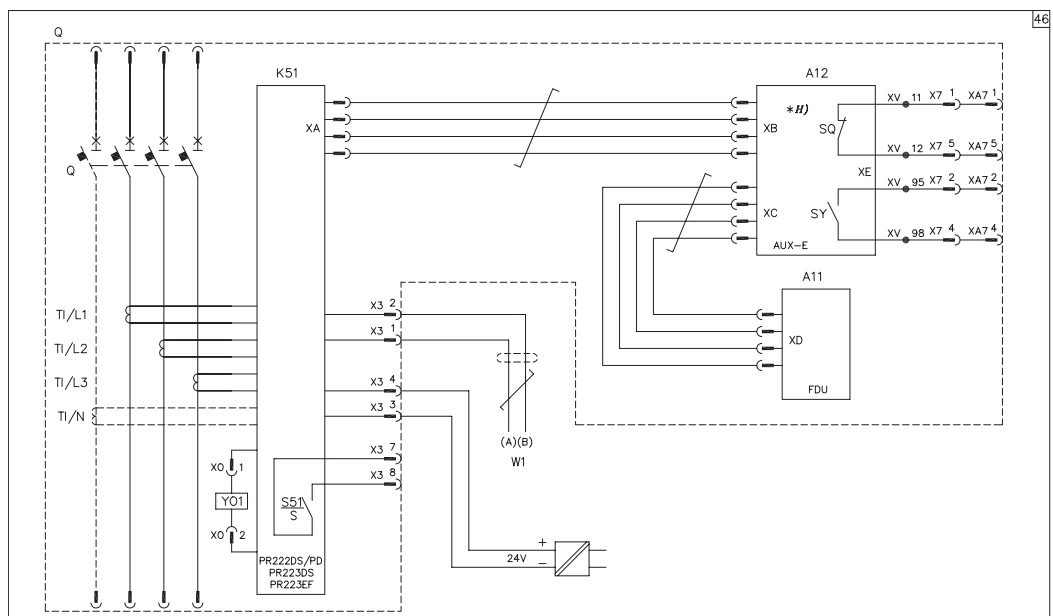 46
Q
K51
A12
XA
*H)
XB
SQ
XE
XV 11 X7 1 XA7 1
XV 12 X7 5 XA7 5
XV 95 X7 2 XA7 2
XC
SY
XV 98 X7 4 XA7 4
AUX-E
Q
A11
XD
FDU
TI/L1
TI/L2
TI/L3
TI/N
X3 2
X3 1
X3 4
X3 3
(A)(B)
W1
X3 7
X3 8
XO 1
YO1
XO 2
S51
S
PR222DS/PD
PR223DS
PR223EF
24V
+
−